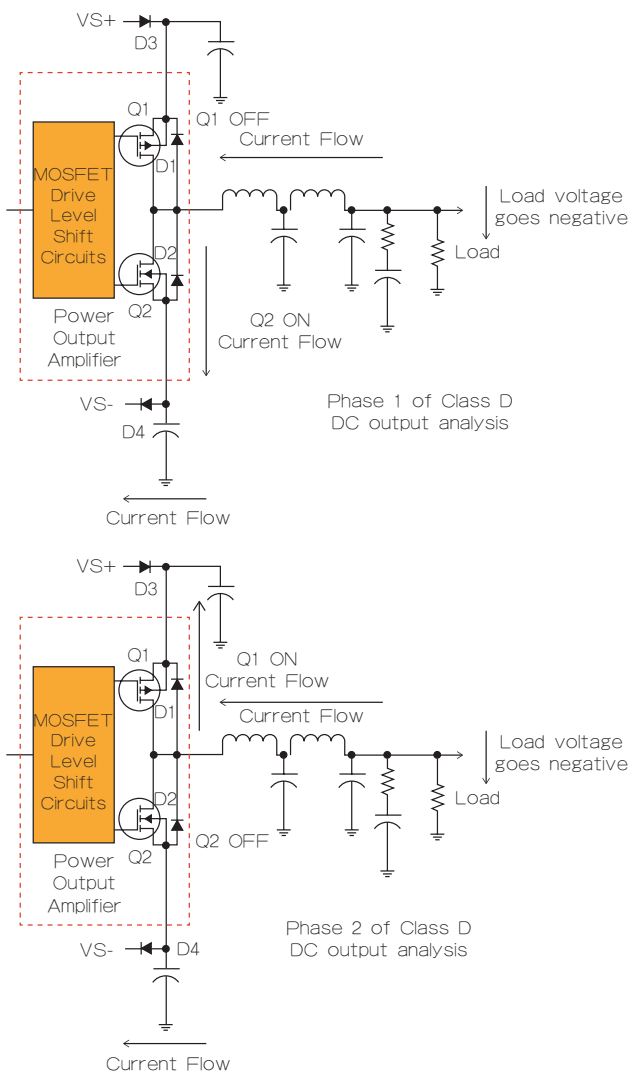 VS+
D3
Q1
Q1 OFF
Current Flow
D1
MOSFET
Drive
Level
Shift
Circuits
Load voltage
goes negative
D2
Load
Q2
Power
Output
Amplifier
Q2 ON
Current Flow
VS-
D4
Phase 1 of Class D
DC output analysis
Current Flow
VS+
D3
Q1
Q1 ON
Current Flow
D1
Current Flow
MOSFET
Drive
Level
Shift
Circuits
Load voltage
goes negative
D2
Load
Q2
Q2 OFF
Power
Output
Amplifier
VS-
D4
Phase 2 of Class D
DC output analysis
Current Flow